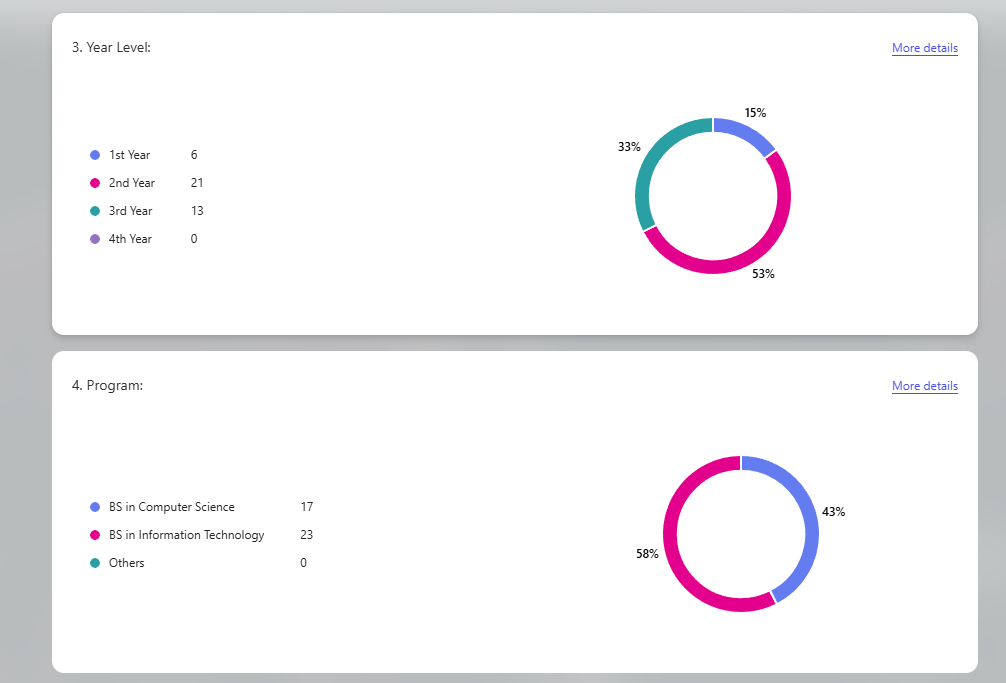 3. Year Level:
More details
1st Year 6
2nd Year 21
3rd Year 13
4th Year 0
15%
33%
53%
4. Program:
More details
BS in Computer Science 17
BS in Information Technology 23
Others 0
43%
58%